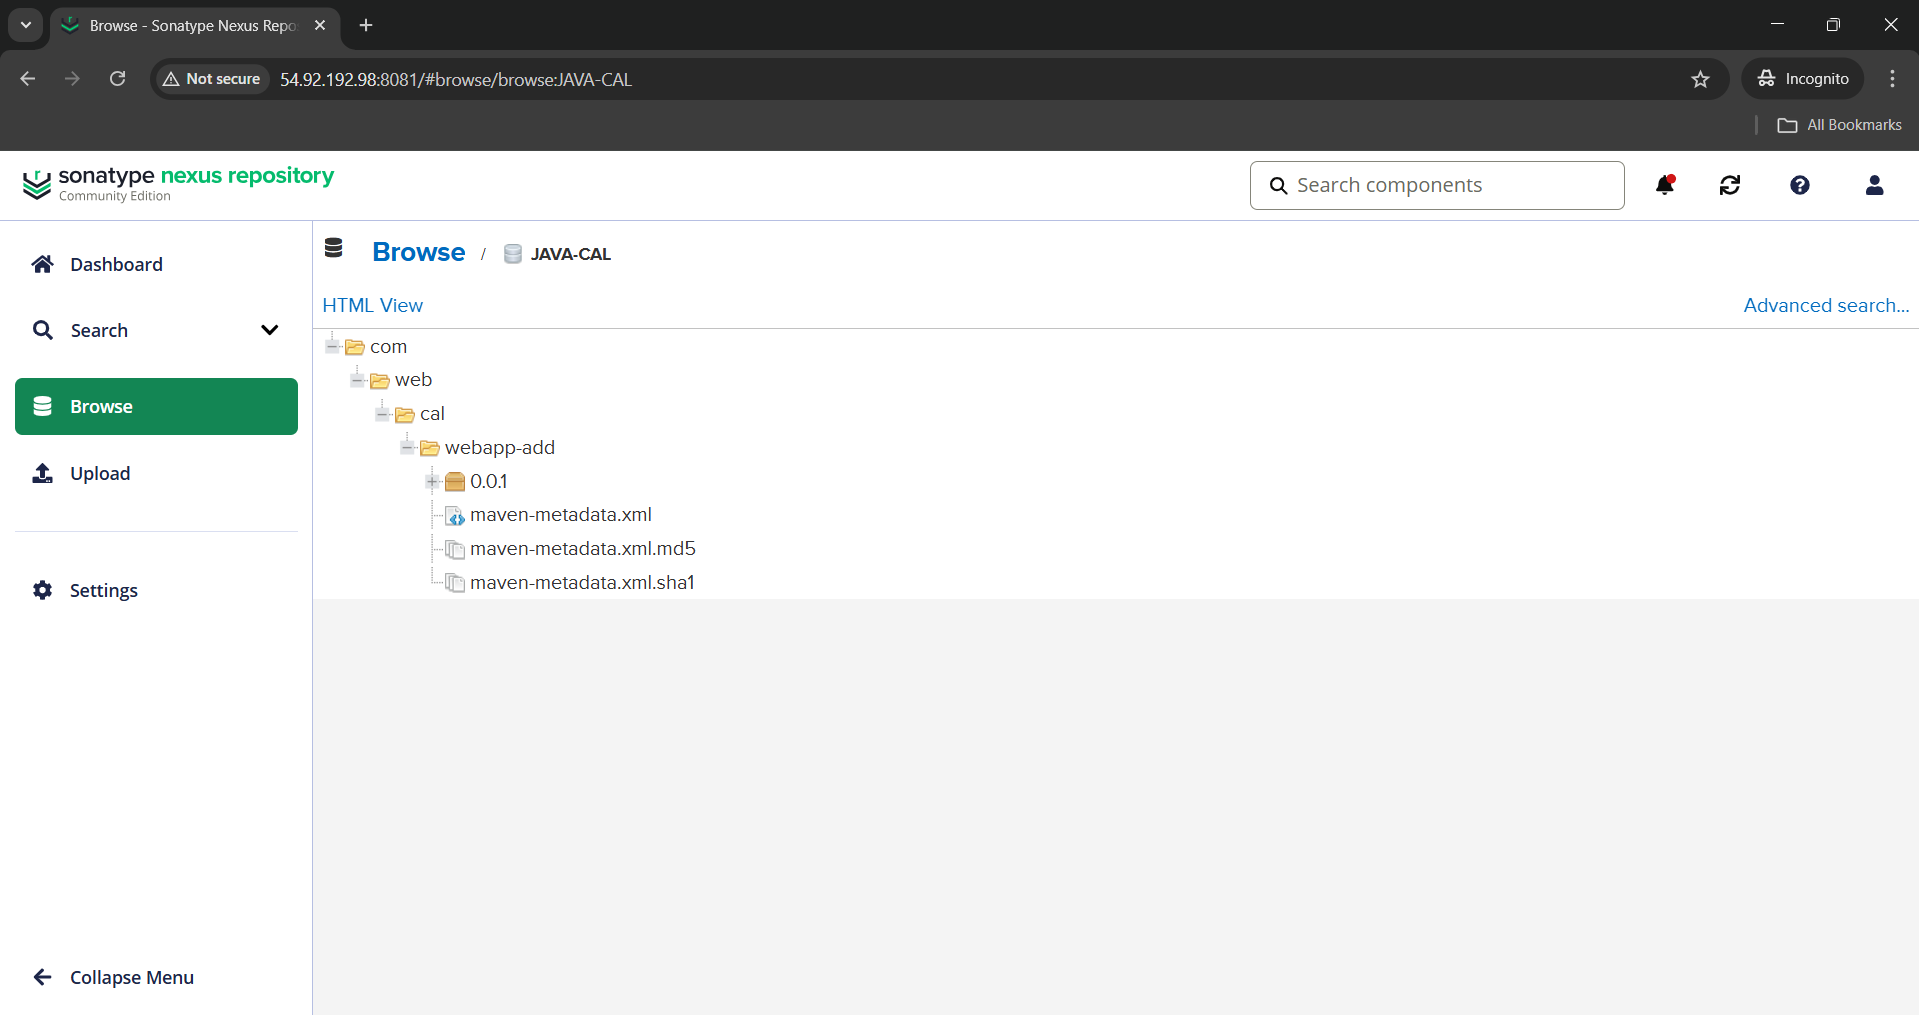 Browse - Sonatype Nexus Repo
Not secure
54.92.192.98:8081/#browse/browse:JAVA-CAL
Incognito
All Bookmarks
sonatype nexus repository
Community Edition
Search components
Dashboard
Search
Browse
Upload
Settings
Collapse Menu
Browse / JAVA-CAL
HTML View
Advanced search...
com
web
cal
webapp-add
0.0.1
maven-metadata.xml
maven-metadata.xml.md5
maven-metadata.xml.sha1